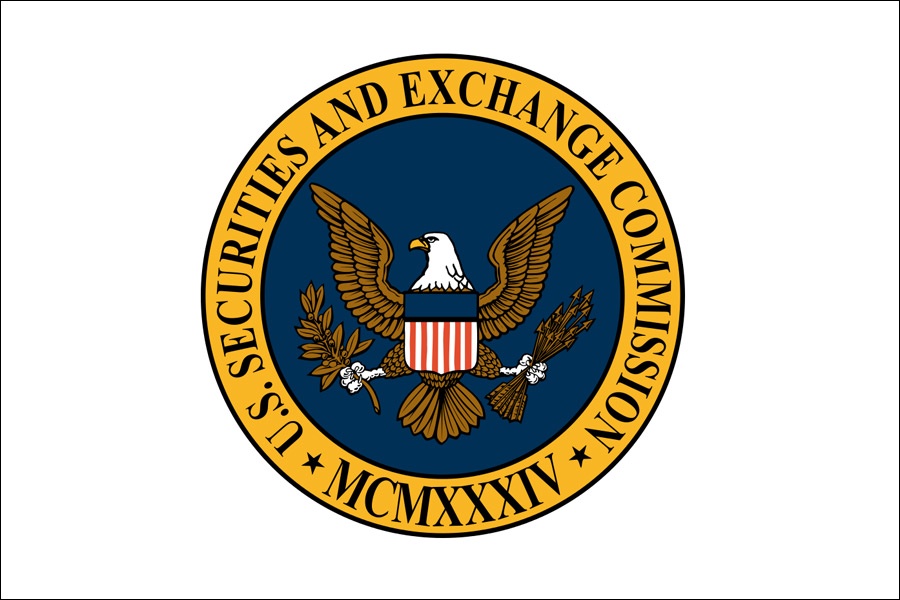 U.S. SECURITIES AND EXCHANGE COMMISSION
MCMXXXIV